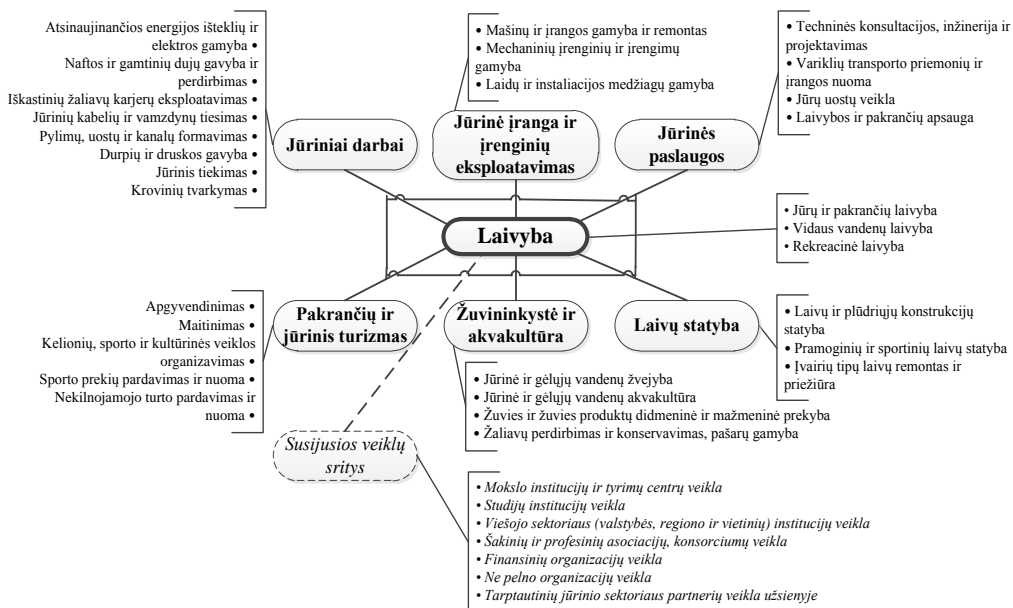 Atsinaujinančios energijos išteklių ir
elektros gamyba •
Naftos ir gamtinių dujų gavyba ir
perdirbimas •
Iškastinių žaliavų karjerų eksploatavimas •
Jūrinių kabelių ir vamzdynų tiesimas •
Pylimų, uostų ir kanalų formavimas •
Durpių ir druskos gavyba •
Jūrinis tiekimas •
Krovinių tvarkymas •
Jūriniai darbai
• Mašinų ir įrangos gamyba ir remontas
• Mechaninių įrenginių ir įrengimų
gamyba
• Laidų ir instaliacijos medžiagų gamyba
Jūrinė įranga ir
įrenginių
eksploatavimas
• Techninės konsultacijos, inžinerija ir
projektavimas
• Variklių transporto priemonių ir
įrangos nuoma
• Jūrų uostų veikla
• Laivybos ir pakrančių apsauga
Jūrinės
paslaugos
Laivyba
• Jūrų ir pakrančių laivyba
• Vidaus vandenų laivyba
• Rekreacinė laivyba
Apgyvendinimas •
Maitinimas •
Kelionių, sporto ir kultūrinės veiklos
organizavimas •
Sporto prekių pardavimas ir nuoma •
Nekilnojamojo turto pardavimas ir
nuoma •
Pakrančių ir
jūrinis turizmas
Žuvininkystė ir
akvakultūra
• Jūrinė ir gėlųjų vandenų žvejyba
• Jūrinė ir gėlųjų vandenų akvakultūra
• Žuvies ir žuvies produktų didmeninė ir mažmeninė prekyba
• Žaliavų perdirbimas ir konservavimas, pašarų gamyba
Laivų statyba
• Laivų ir plūdriųjų konstrukcijų
statyba
• Pramoginių ir sportinių laivų statyba
• Įvairių tipų laivų remontas ir
priežiūra
Susijusios veiklų
sritys
• Mokslo institucijų ir tyrimų centrų veikla
• Studijų institucijų veikla
• Viešojo sektoriaus (valstybės, regiono ir vietinių) institucijų veikla
• Šakinių ir profesinių asociacijų, konsorciumų veikla
• Finansinių organizacijų veikla
• Ne pelno organizacijų veikla
• Tarptautinių jūrinio sektoriaus partnerių veikla užsienyje